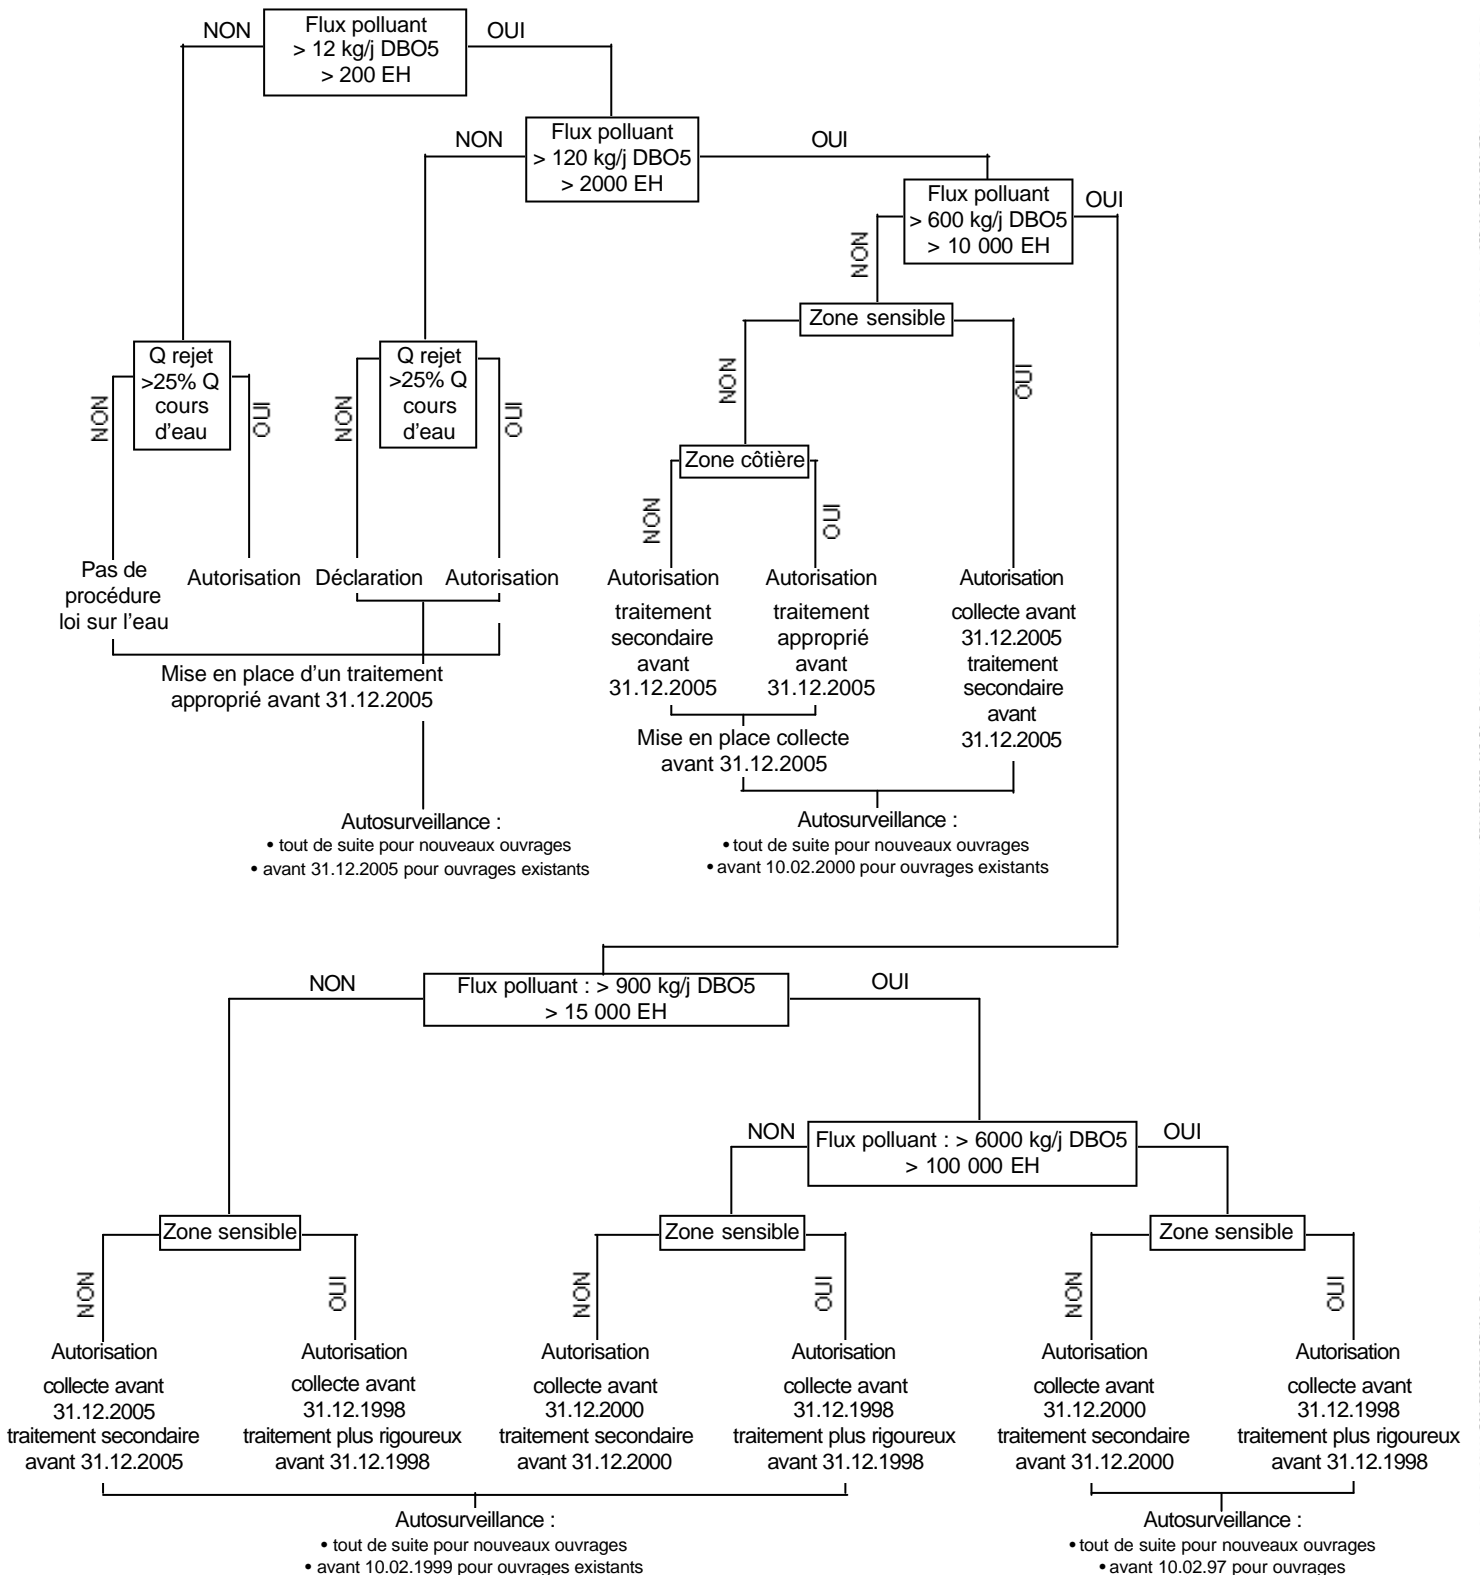 NON
Flux polluant
> 12 kg/j DBO5
> 200 EH
OUI
NON
Flux polluant
> 120 kg/j DBO5
> 2000 EH
OUI
Flux polluant
> 600 kg/j DBO5
> 10 000 EH
OUI
NON
Zone sensible
NON
OUI
Q rejet
>25% Q
cours
d'eau
NON
OUI
Q rejet
>25% Q
cours
d'eau
NON
OUI
Zone côtière
NON
OUI
Pas de
procédure
loi sur l'eau
Autorisation
Déclaration
Autorisation
Mise en place d'un traitement
approprié avant 31.12.2005
Autorisation
traitement
secondaire
avant
31.12.2005
Autorisation
traitement
approprié
avant
31.12.2005
Autorisation
collecte avant
31.12.2005
traitement
secondaire
avant
31.12.2005
Mise en place collecte
avant 31.12.2005
Autosurveillance :
• tout de suite pour nouveaux ouvrages
• avant 31.12.2005 pour ouvrages existants
Autosurveillance :
• tout de suite pour nouveaux ouvrages
• avant 10.02.2000 pour ouvrages existants
NON
Flux polluant : > 900 kg/j DBO5
> 15 000 EH
OUI
NON
Flux polluant : > 6000 kg/j DBO5
> 100 000 EH
OUI
Zone sensible
NON
OUI
Zone sensible
NON
OUI
Zone sensible
NON
OUI
Autorisation
collecte avant
31.12.2005
traitement secondaire
avant 31.12.2005
Autorisation
collecte avant
31.12.1998
traitement plus rigoureux
avant 31.12.1998
Autorisation
collecte avant
31.12.2000
traitement secondaire
avant 31.12.2000
Autorisation
collecte avant
31.12.1998
traitement plus rigoureux
avant 31.12.1998
Autorisation
collecte avant
31.12.2000
traitement secondaire
avant 31.12.2000
Autorisation
collecte avant
31.12.1998
traitement plus rigoureux
avant 31.12.1998
Autosurveillance :
• tout de suite pour nouveaux ouvrages
• avant 10.02.1999 pour ouvrages existants
Autosurveillance :
• tout de suite pour nouveaux ouvrages
• avant 10.02.97 pour ouvrages